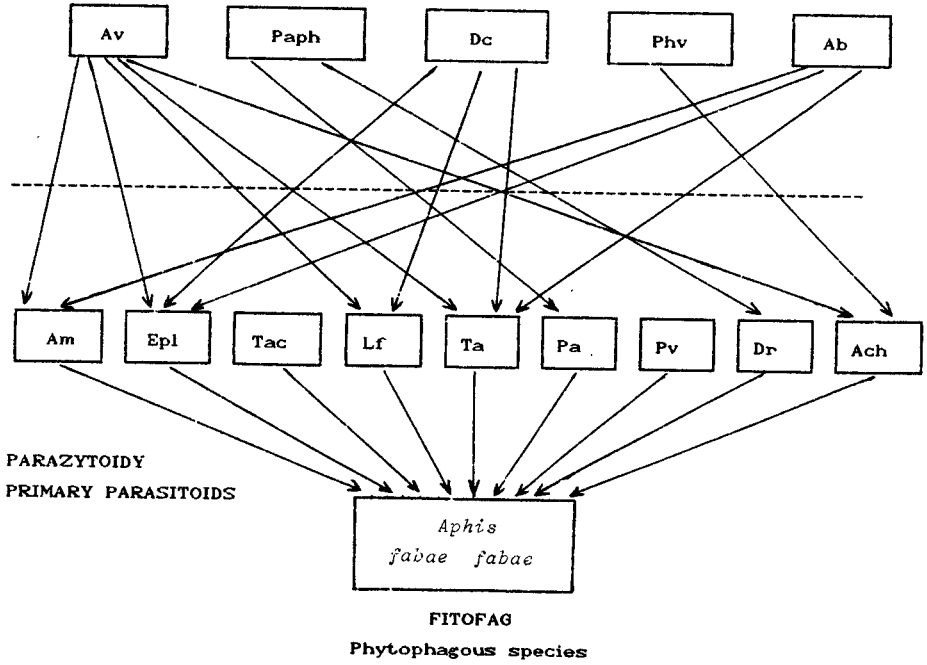 Av Paph Dc Phv Ab
Am Epl Tac Lf Ta Pa Pv Dr Ach
PARAZYTOIDY
PRIMARY PARASITOIDS
Aphis
fabae fabae
FITOFAG
Phytophagous species